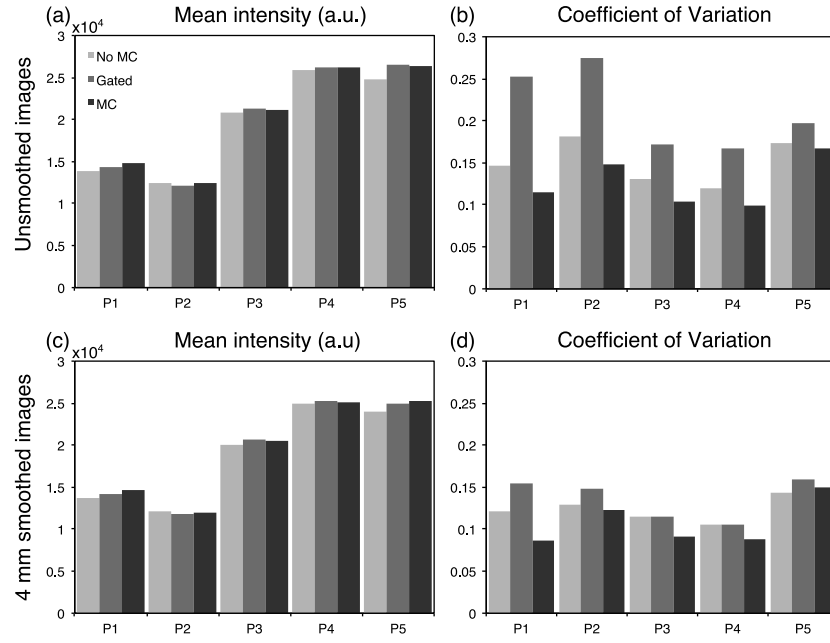 (a) Mean intensity (a.u.)
x10⁴
3
2.5
2
1.5
1
0.5
0
No MC
Gated
MC
P1 P2 P3 P4 P5
Unsmoothed images
(b) Coefficient of Variation
0.3
0.25
0.2
0.15
0.1
0.05
0
P1 P2 P3 P4 P5
(c) Mean intensity (a.u)
x10⁴
3
2.5
2
1.5
1
0.5
0
P1 P2 P3 P4 P5
4 mm smoothed images
(d) Coefficient of Variation
0.3
0.25
0.2
0.15
0.1
0.05
0
P1 P2 P3 P4 P5